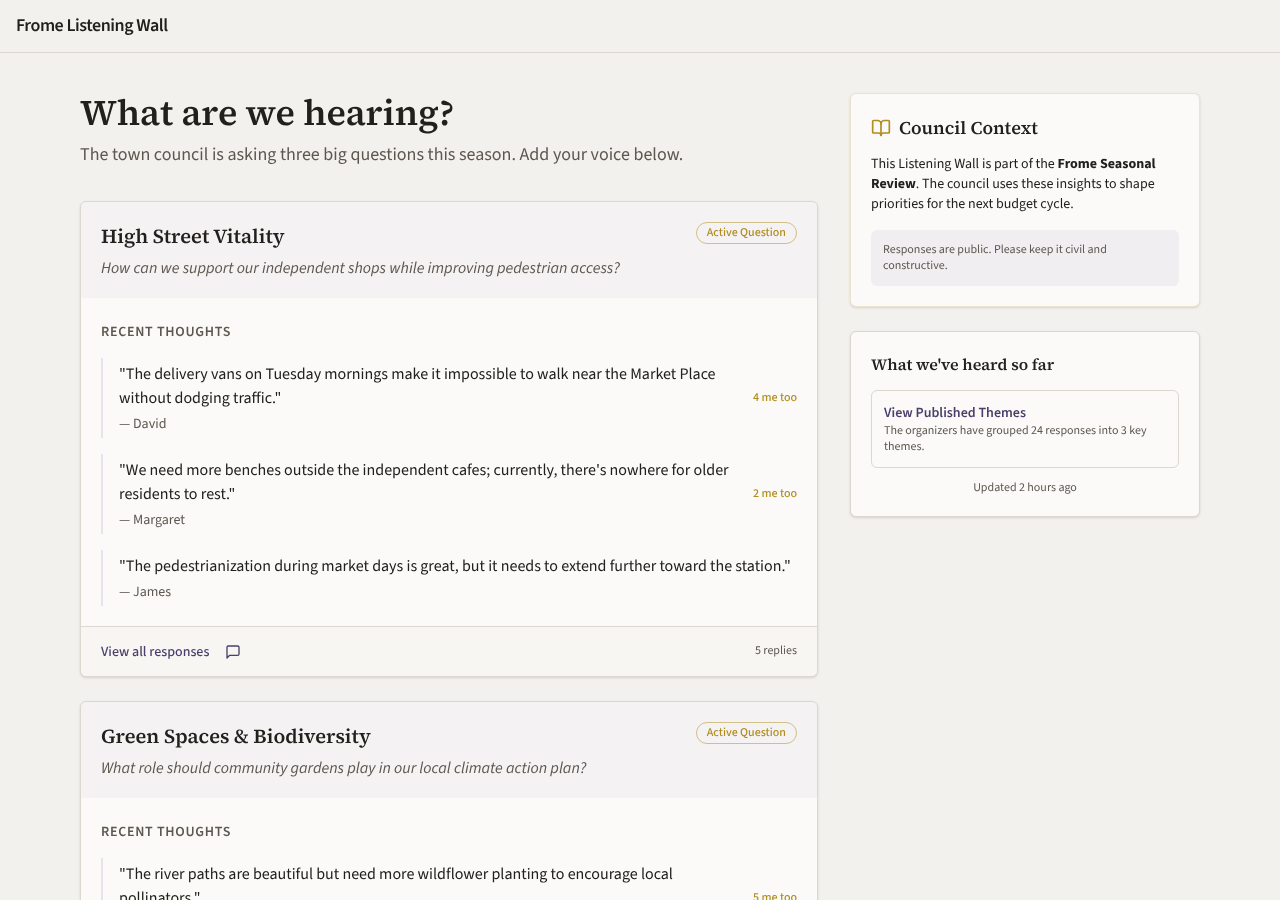 Frome Listening Wall
What are we hearing?
The town council is asking three big questions this season. Add your voice below.
High Street Vitality
Active Question
How can we support our independent shops while improving pedestrian access?
RECENT THOUGHTS
"The delivery vans on Tuesday mornings make it impossible to walk near the Market Place
without dodging traffic."
4 me too
— David
"We need more benches outside the independent cafes; currently, there's nowhere for older
residents to rest."
2 me too
— Margaret
"The pedestrianization during market days is great, but it needs to extend further toward the station."
— James
View all responses
5 replies
Green Spaces & Biodiversity
Active Question
What role should community gardens play in our local climate action plan?
RECENT THOUGHTS
"The river paths are beautiful but need more wildflower planting to encourage local
pollinators."
5 me too
Council Context
This Listening Wall is part of the Frome Seasonal
Review. The council uses these insights to shape
priorities for the next budget cycle.
Responses are public. Please keep it civil and
constructive.
What we've heard so far
View Published Themes
The organizers have grouped 24 responses into 3 key
themes.
Updated 2 hours ago